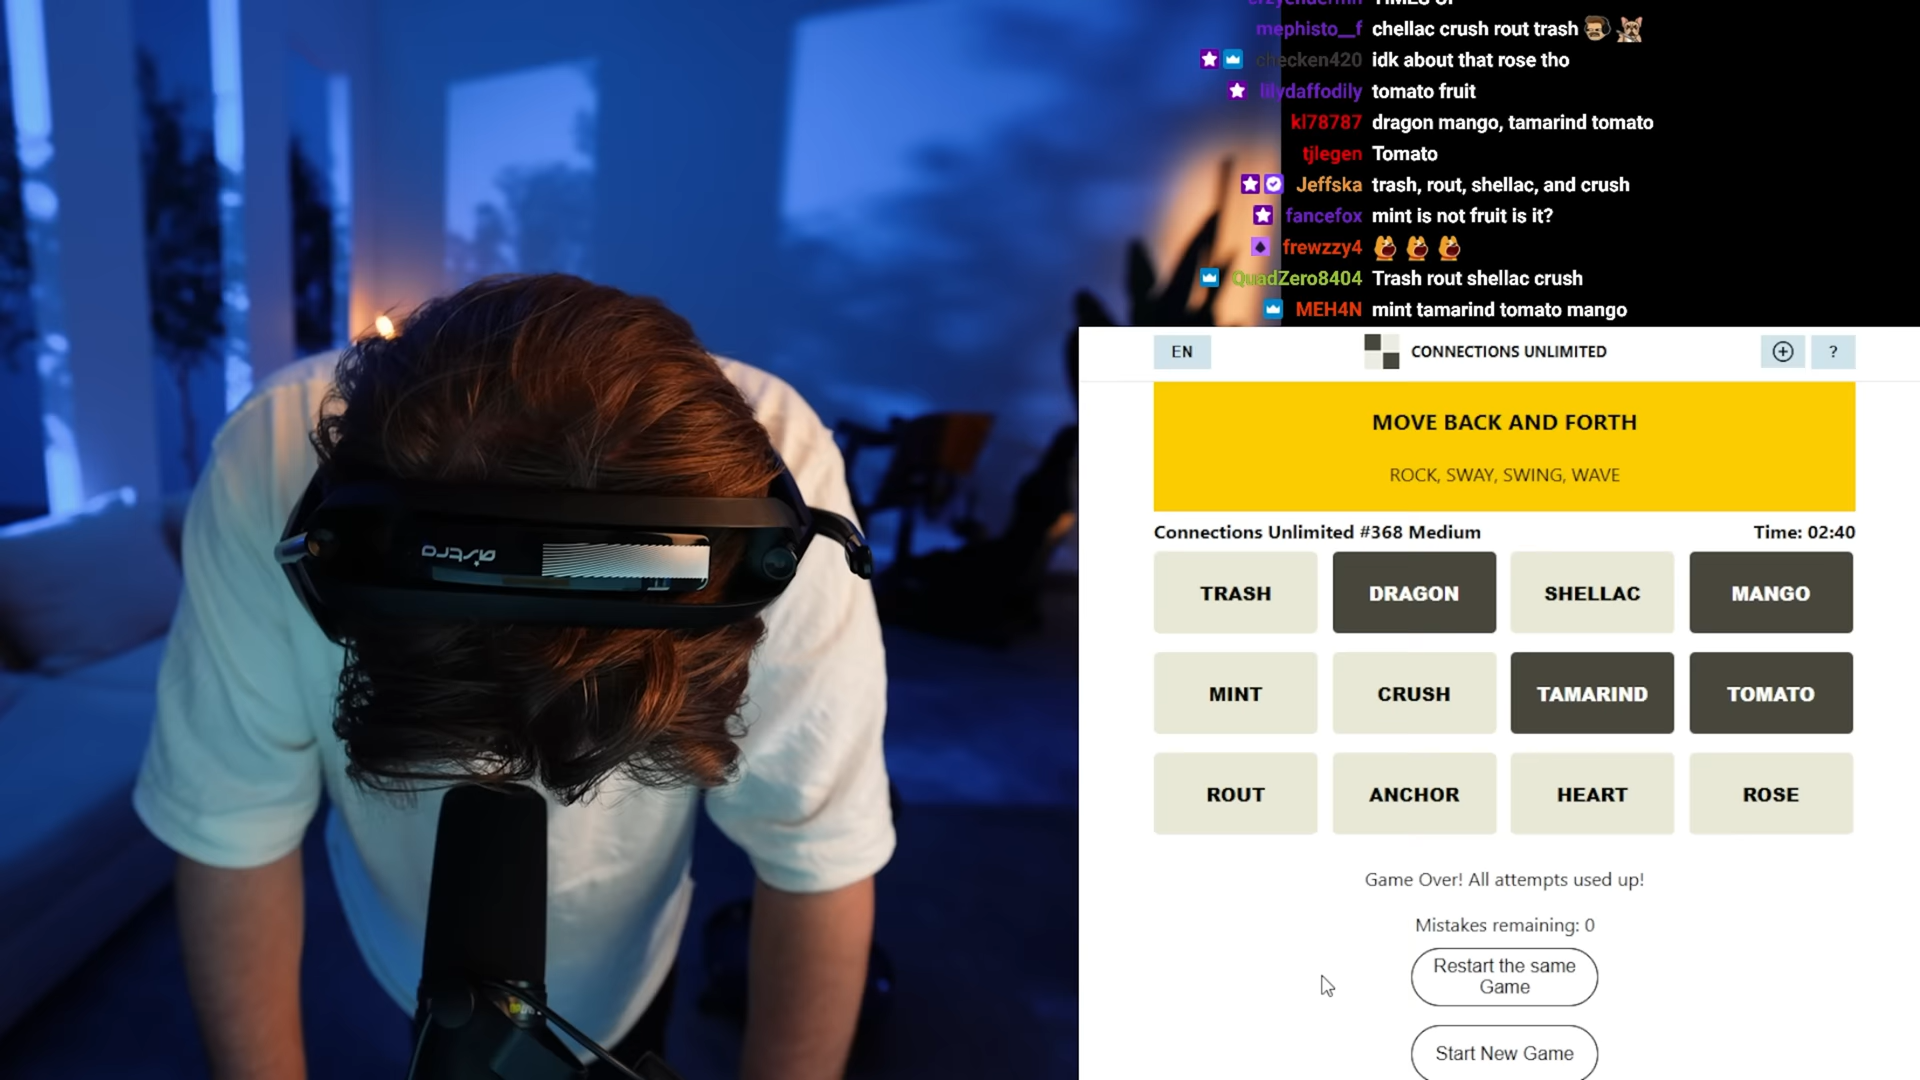 mephisto__f chellac crush rout trash
checken420 idk about that rose tho
lilydaffodily tomato fruit
kl78787 dragon mango, tamarind tomato
tjlegen Tomato
Jeffska trash, rout, shellac, and crush
fancefox mint is not fruit is it?
frewzzy4
QuadZero8404 Trash rout shellac crush
MEH4N mint tamarind tomato mango
EN
CONNECTIONS UNLIMITED
?
MOVE BACK AND FORTH
ROCK, SWAY, SWING, WAVE
Connections Unlimited #368 Medium
Time: 02:40
TRASH DRAGON SHELLAC MANGO
MINT CRUSH TAMARIND TOMATO
ROUT ANCHOR HEART ROSE
Game Over! All attempts used up!
Mistakes remaining: 0
Restart the same
Game
Start New Game
astro